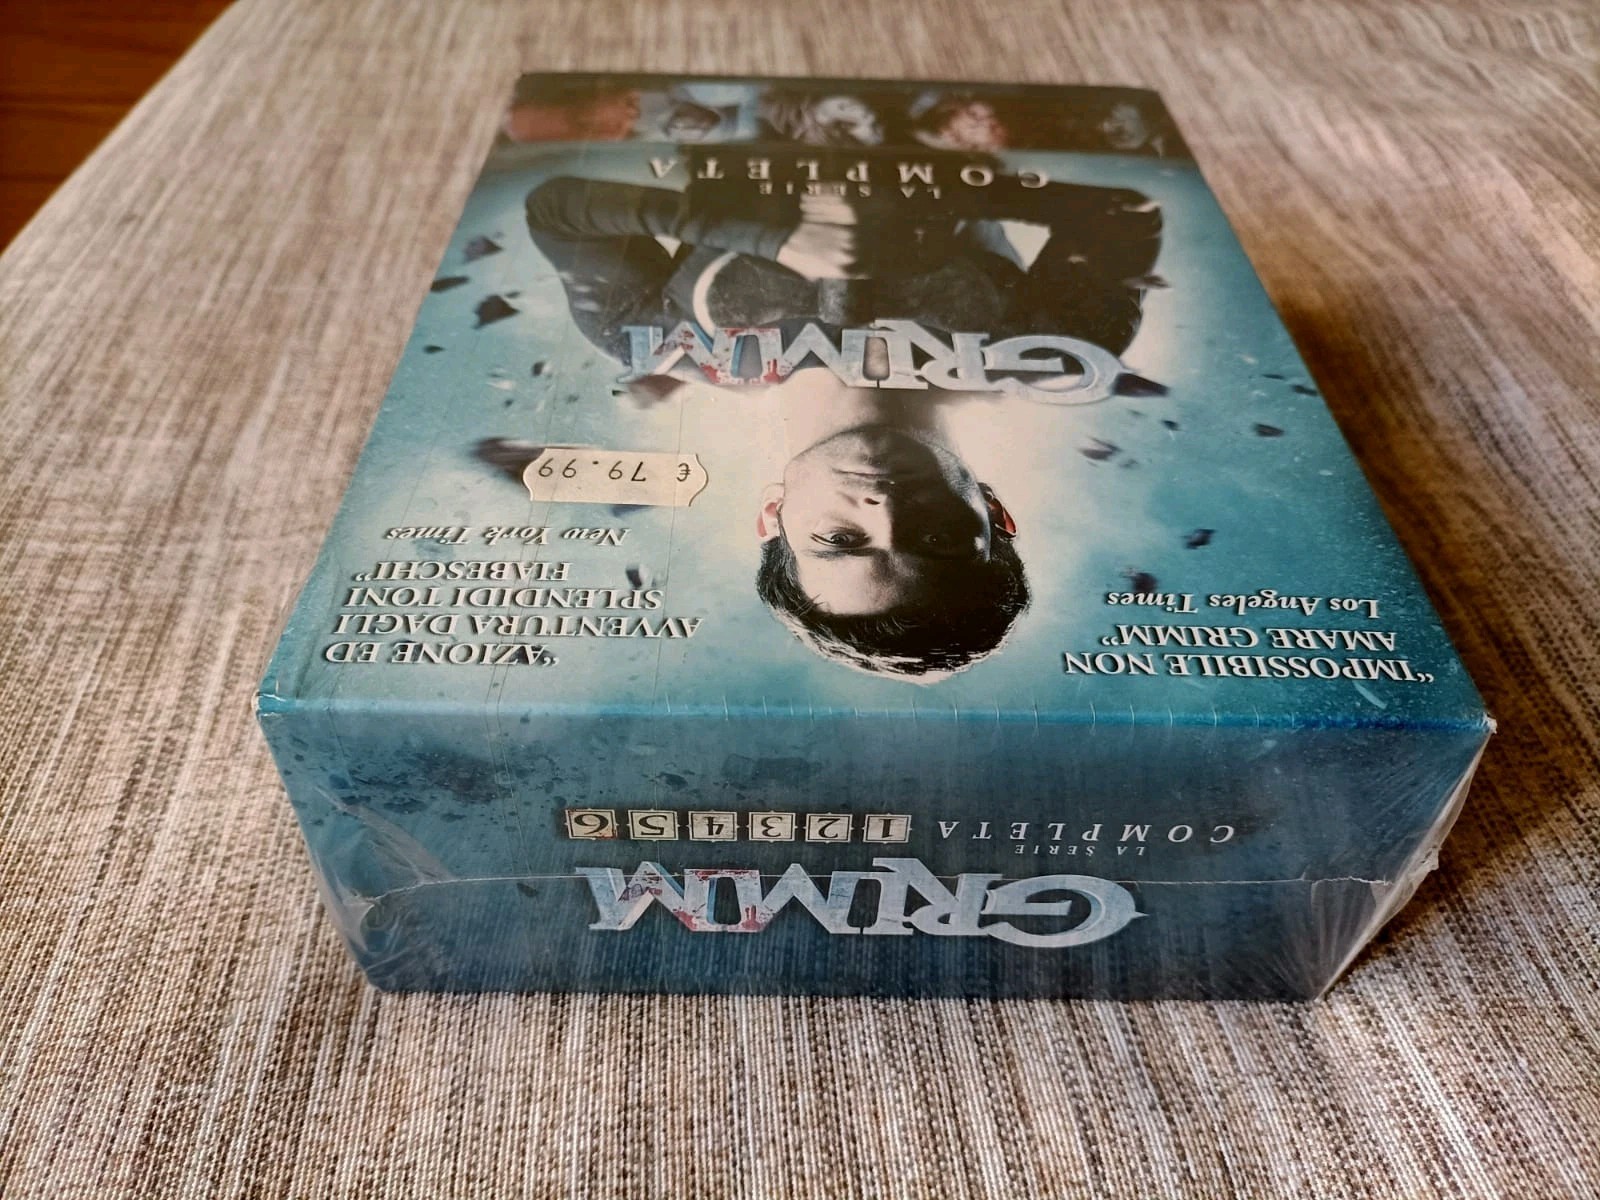 “IMPOSSIBILE NON
AMARE GRIMM”
Los Angeles Times
“AZIONE ED
AVVENTURA DAGLI
SPLENDIDI TONI
FIABESCHI”
New York Times
€ 79.99
GRIMM
LA SERIE
COMPLETA
GRIMM
LA SERIE
COMPLETA 1 2 3 4 5 6